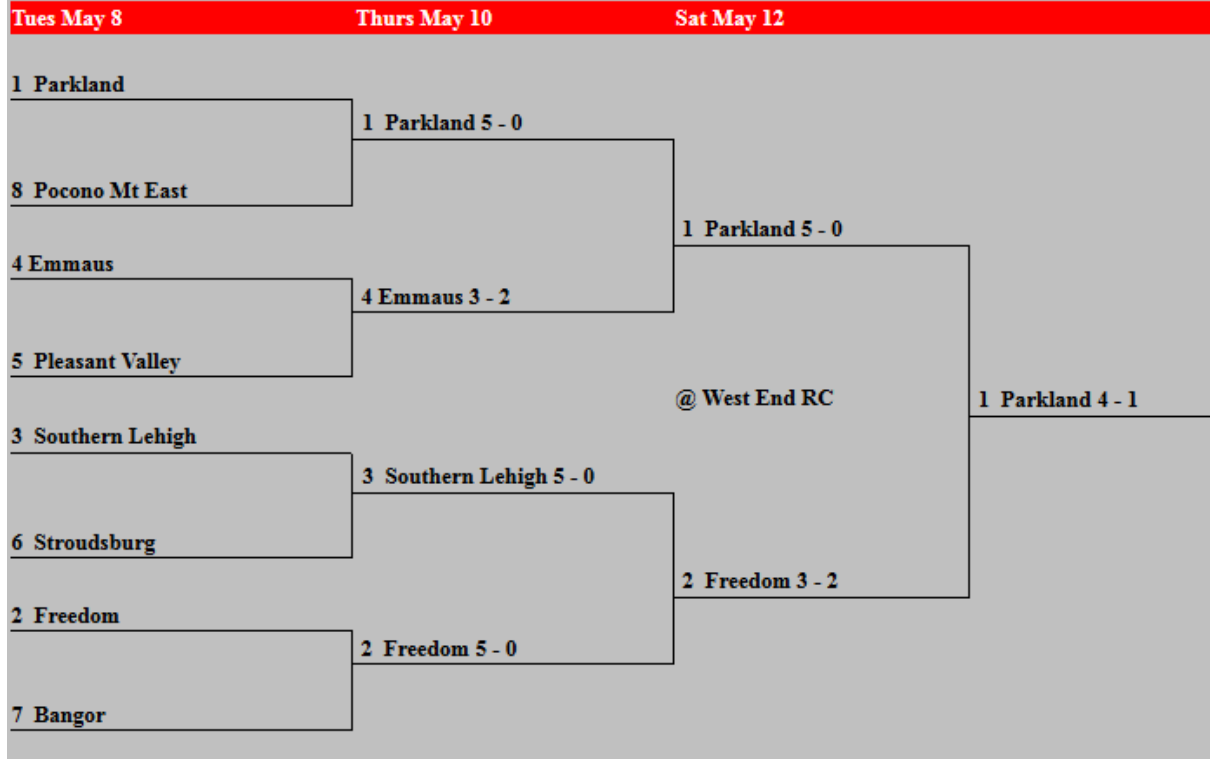 Tues May 8 Thurs May 10 Sat May 12
1 Parkland
1 Parkland 5 - 0
8 Pocono Mt East
1 Parkland 5 - 0
4 Emmaus
4 Emmaus 3 - 2
5 Pleasant Valley
@ West End RC
1 Parkland 4 - 1
3 Southern Lehigh
3 Southern Lehigh 5 - 0
6 Stroudsburg
2 Freedom 3 - 2
2 Freedom
2 Freedom 5 - 0
7 Bangor